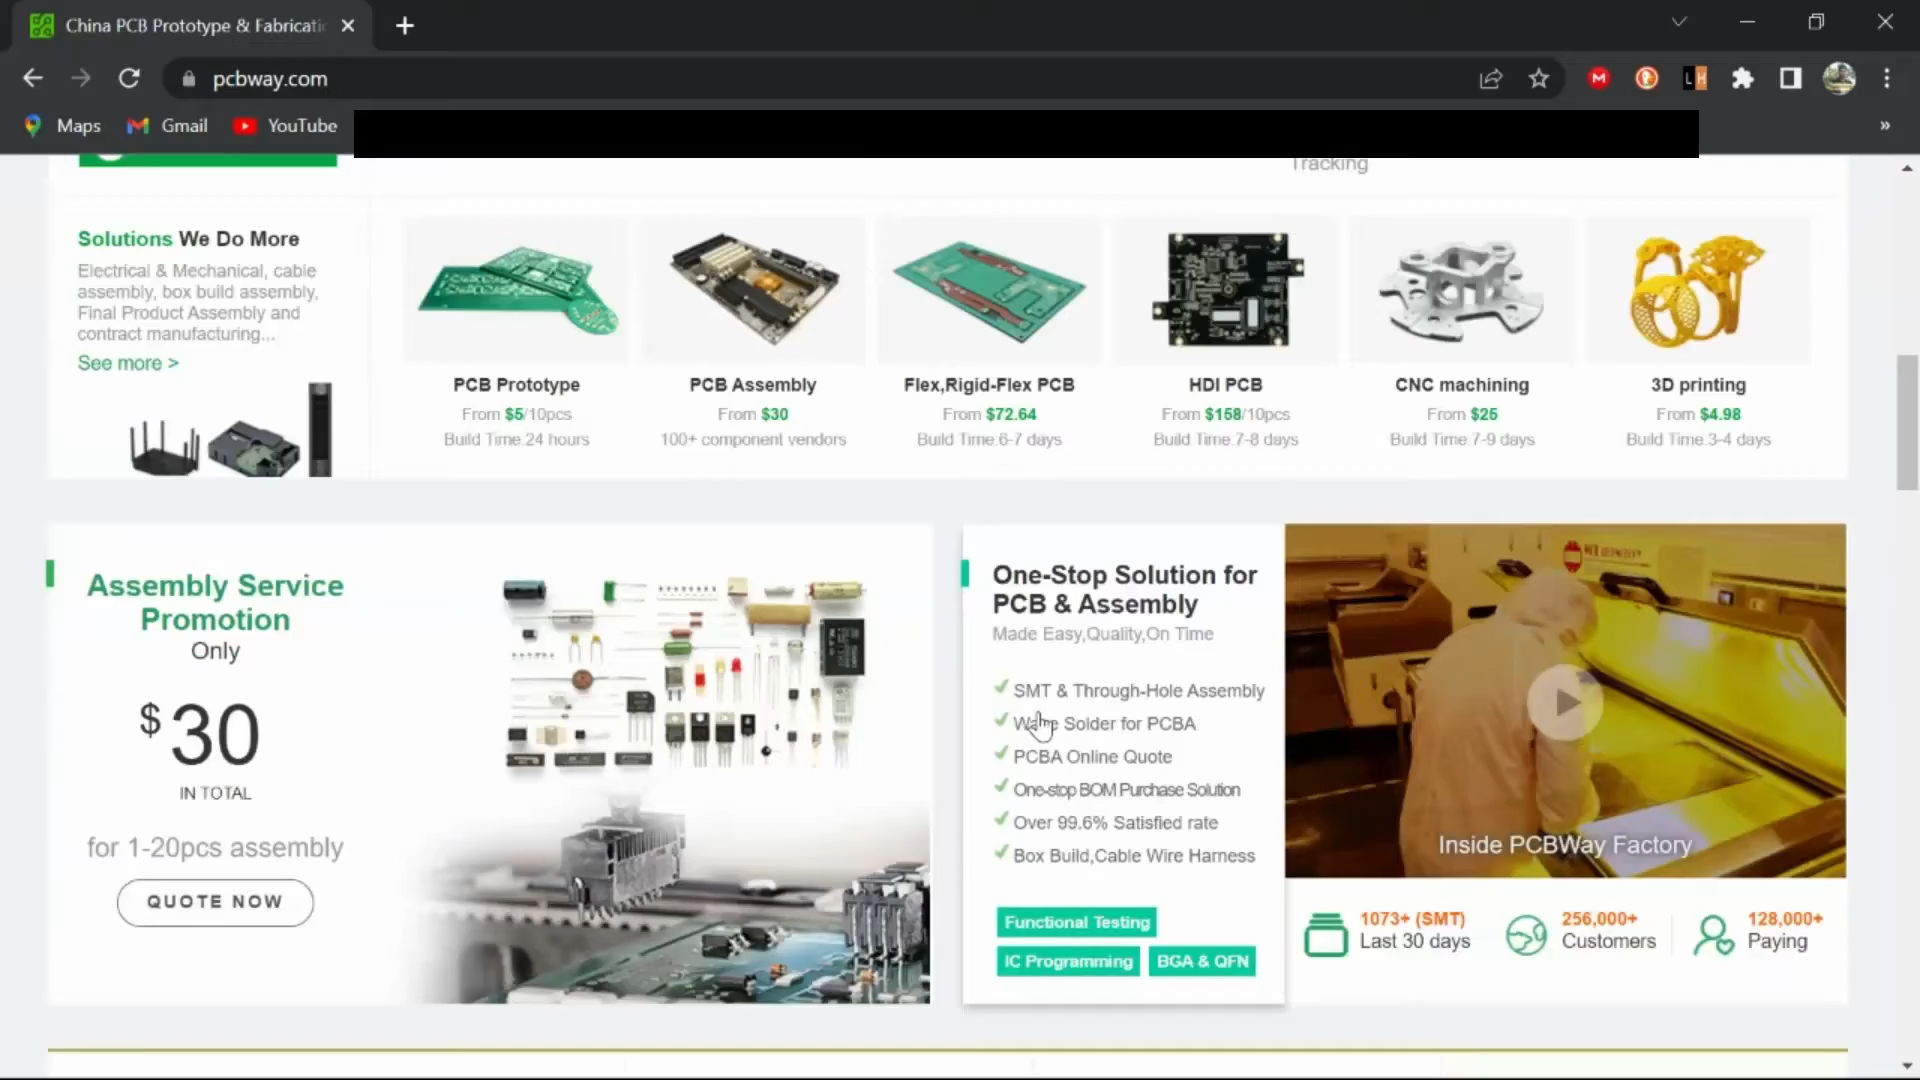 China PCB Prototype & Fabricati
pcbway.com
Maps
Gmail
YouTube
»
Tracking
Solutions We Do More
Electrical & Mechanical, cable
assembly, box build assembly,
Final Product Assembly and
contract manufacturing...
See more >
PCB Prototype
From $5/10pcs
Build Time:24 hours
PCB Assembly
From $30
100+ component vendors
Flex,Rigid-Flex PCB
From $72.64
Build Time:6-7 days
HDI PCB
From $158/10pcs
Build Time:7-8 days
CNC machining
From $25
Build Time:7-9 days
3D printing
From $4.98
Build Time:3-4 days
Assembly Service
Promotion
Only
$30
IN TOTAL
for 1-20pcs assembly
QUOTE NOW
One-Stop Solution for
PCB & Assembly
Made Easy,Quality,On Time
SMT & Through-Hole Assembly
Wave Solder for PCBA
PCBA Online Quote
One-stop BOM Purchase Solution
Over 99.6% Satisfied rate
Box Build,Cable Wire Harness
Functional Testing
IC Programming
BGA & QFN
Inside PCBWay Factory
1073+ (SMT)
Last 30 days
256,000+
Customers
128,000+
Paying